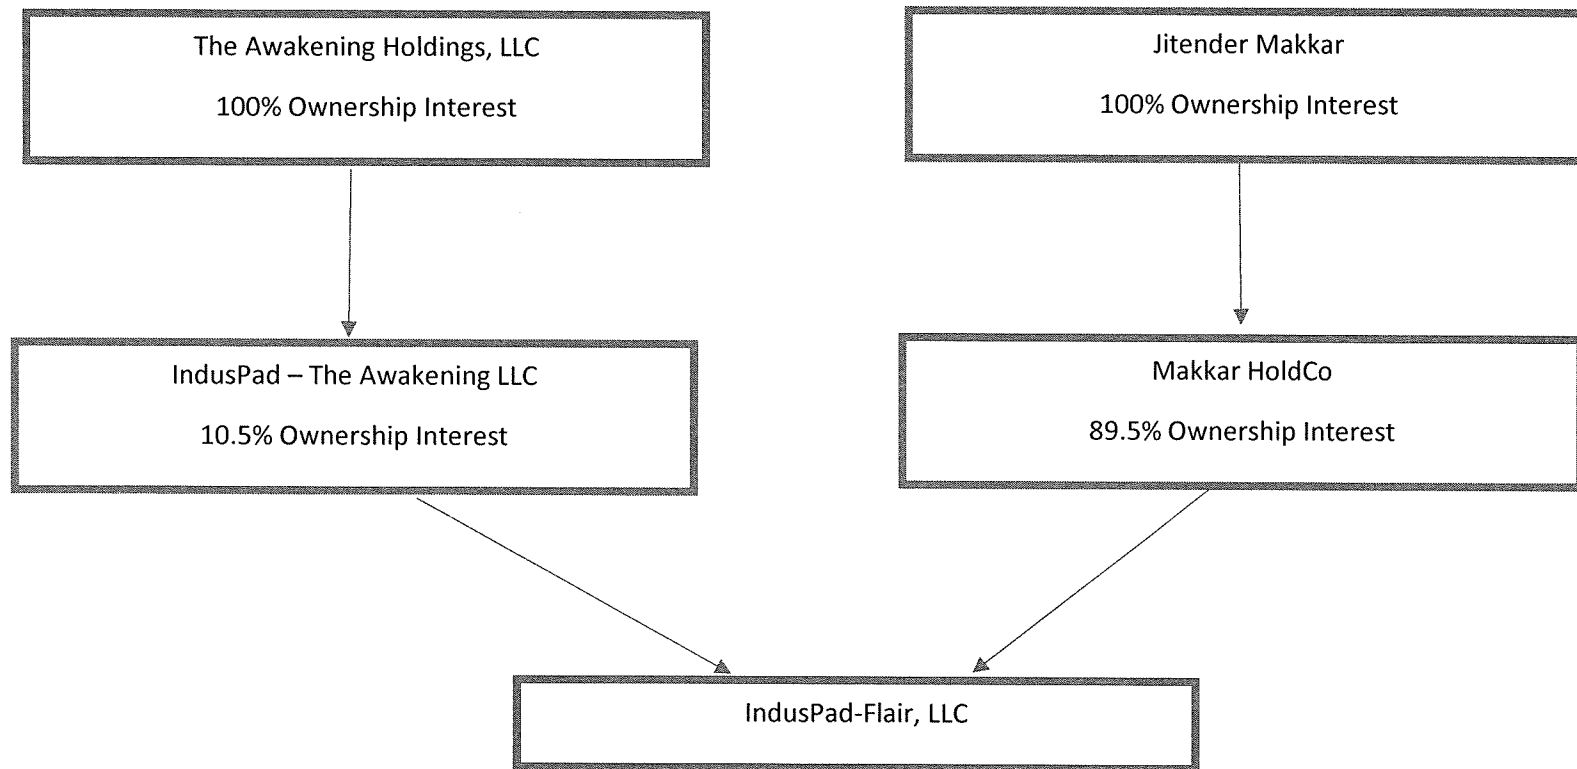 The Awakening Holdings, LLC
100% Ownership Interest
Jitender Makkar
100% Ownership Interest
IndusPad – The Awakening LLC
10.5% Ownership Interest
Makkar HoldCo
89.5% Ownership Interest
IndusPad-Flair, LLC